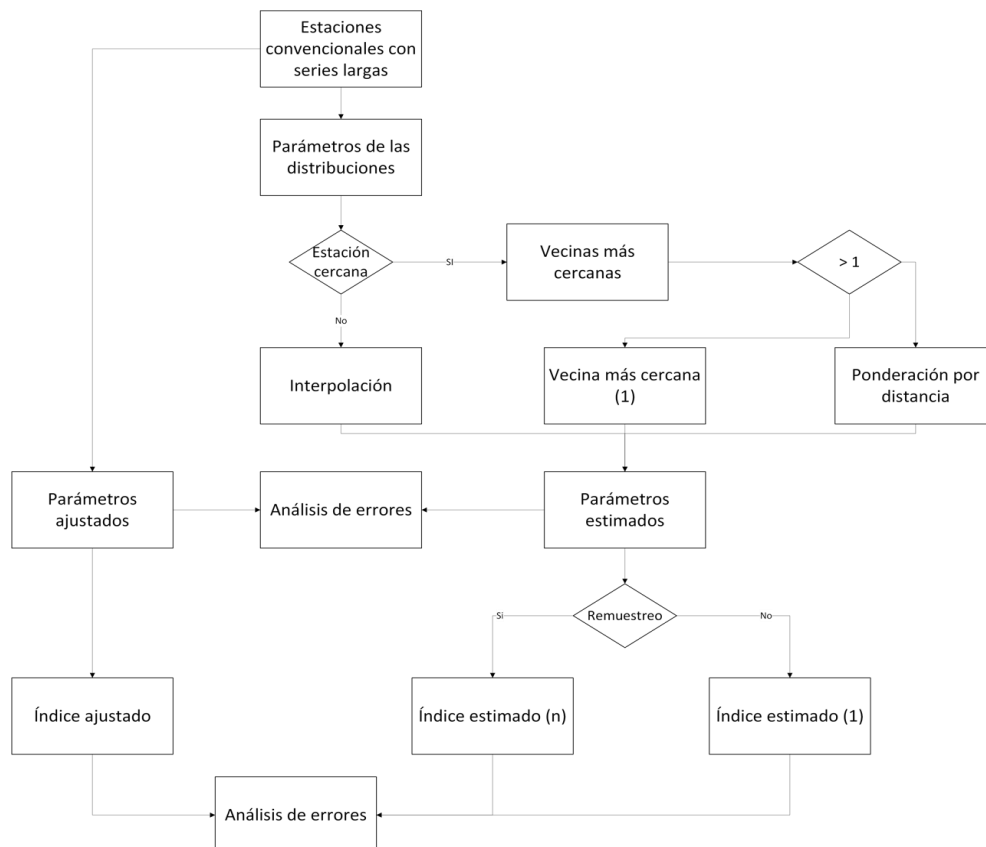 Estaciones
convencionales con
series largas
Parámetros de las
distribuciones
Estación
cercana
SI
Vecinas más
cercanas
> 1
No
Interpolación
Vecina más cercana
(1)
Ponderación por
distancia
Parámetros
ajustados
Análisis de errores
Parámetros
estimados
Remuestreo
Si
No
Índice ajustado
Índice estimado (n)
Índice estimado (1)
Análisis de errores